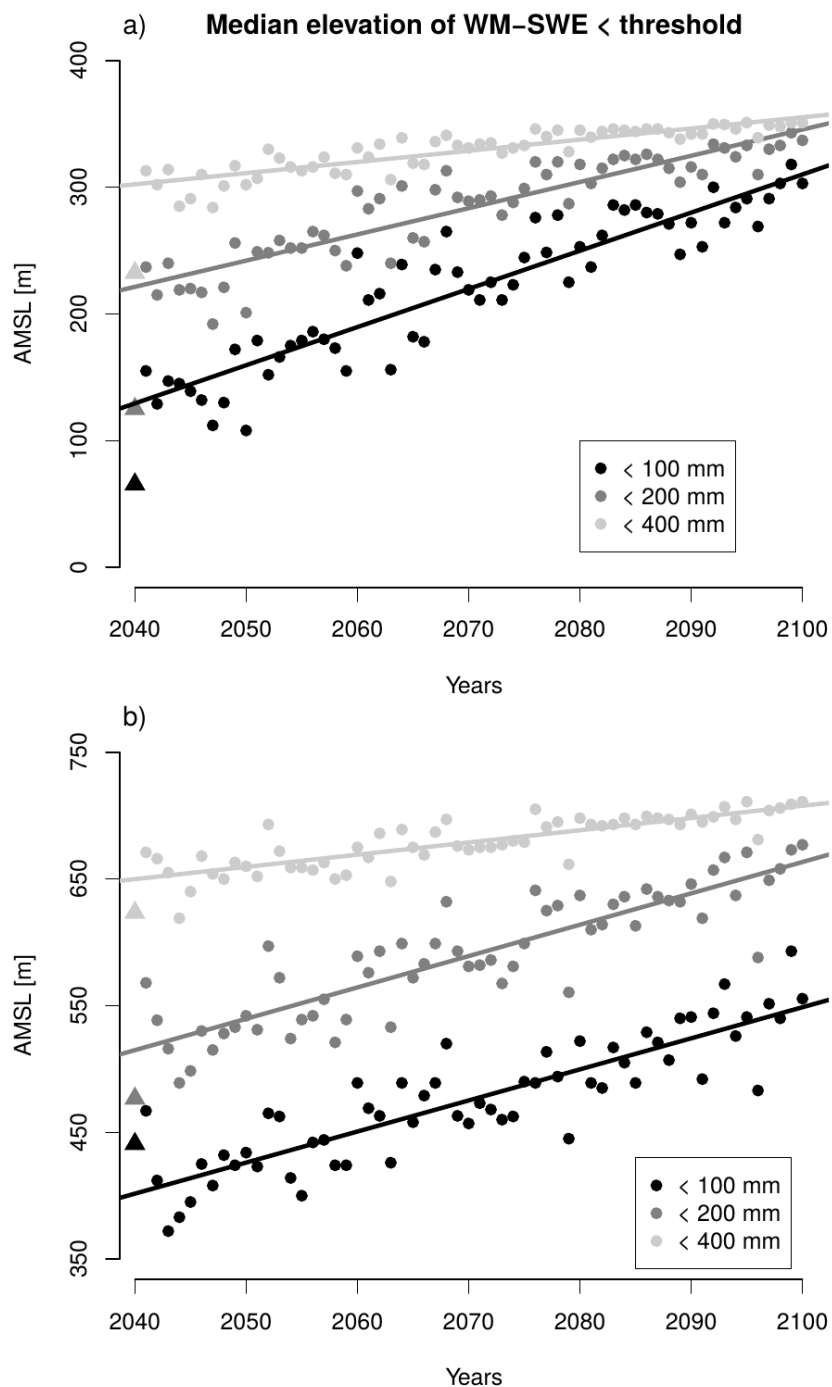 a) Median elevation of WM−SWE < threshold
AMSL [m]
400
300
200
100
0
< 100 mm
< 200 mm
< 400 mm
2040 2050 2060 2070 2080 2090 2100
Years
b)
AMSL [m]
750
650
550
450
350
< 100 mm
< 200 mm
< 400 mm
2040 2050 2060 2070 2080 2090 2100
Years